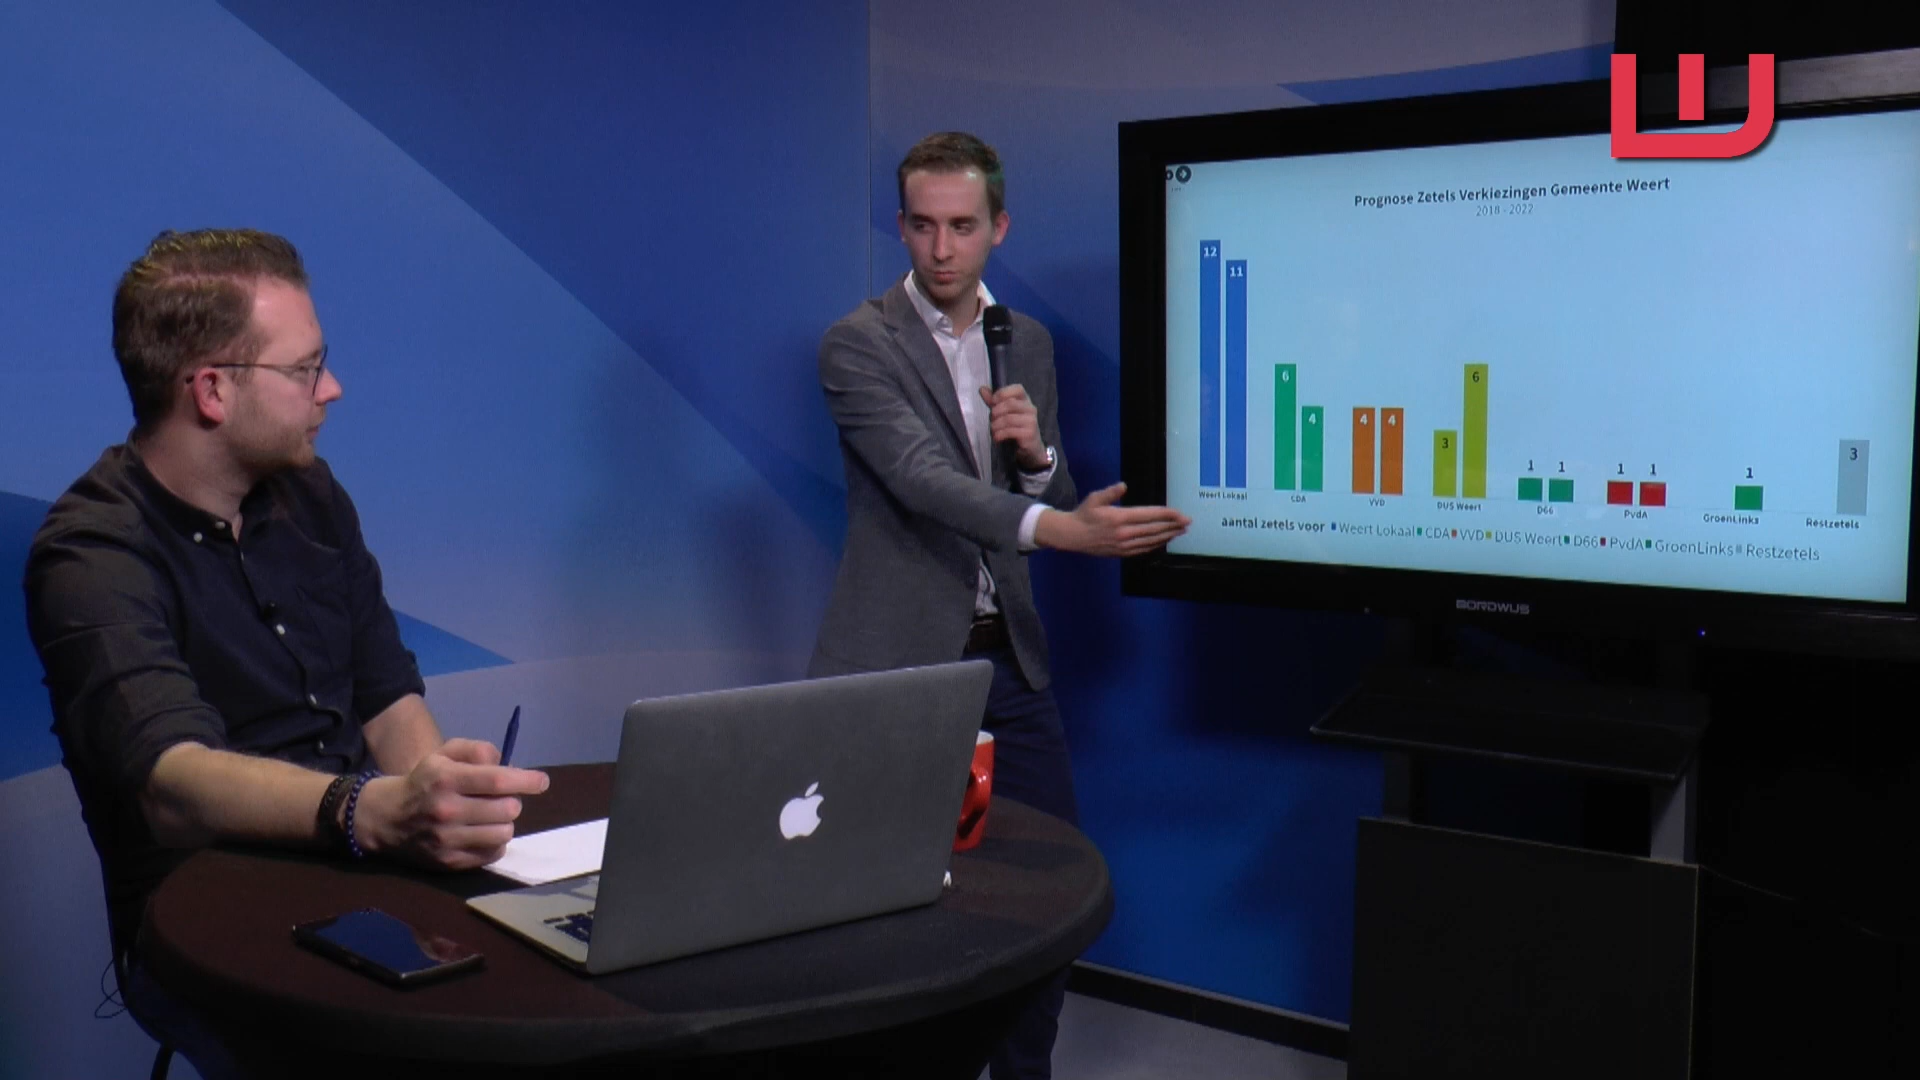 Prognose Zetels Verkiezingen Gemeente Weert
2018 - 2022
12 11 6 4 4 4 3 6 1 1 1 1 1 3
Weert Lokaal CDA VVD DUS Weert D66 PvdA GroenLinks Restzetels
aantal zetels voor Weert Lokaal CDA VVD DUS Weert D66 PvdA GroenLinks Restzetels